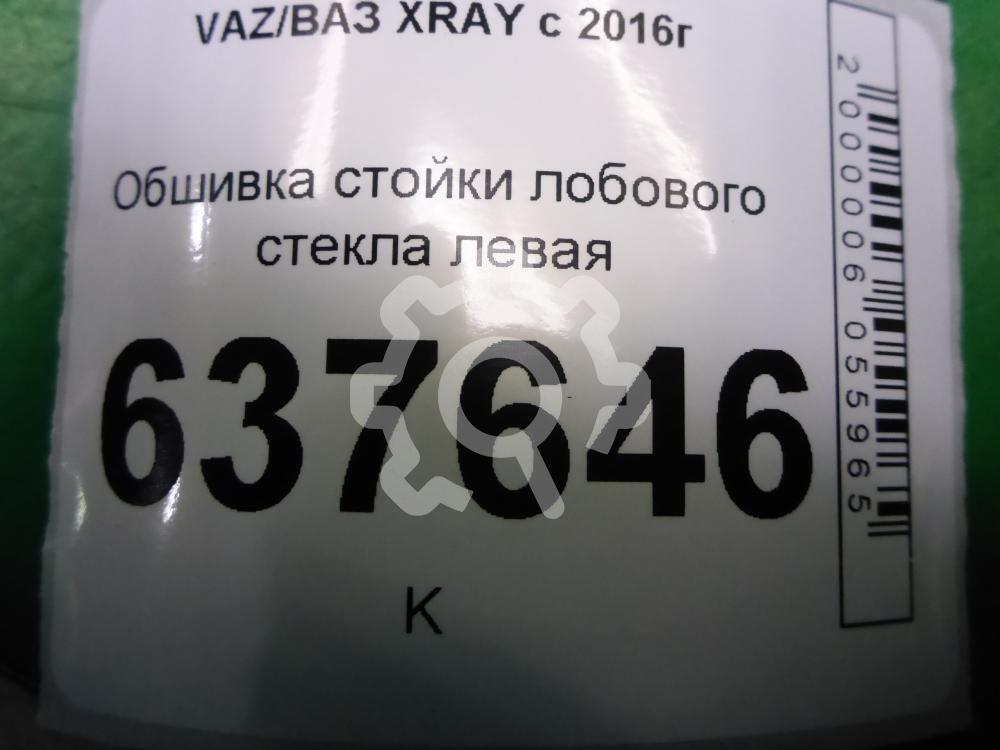 VAZ/ВАЗ XRAY с 2016г
Обшивка стойки лобового
стекла левая
637646
К
2000006055965